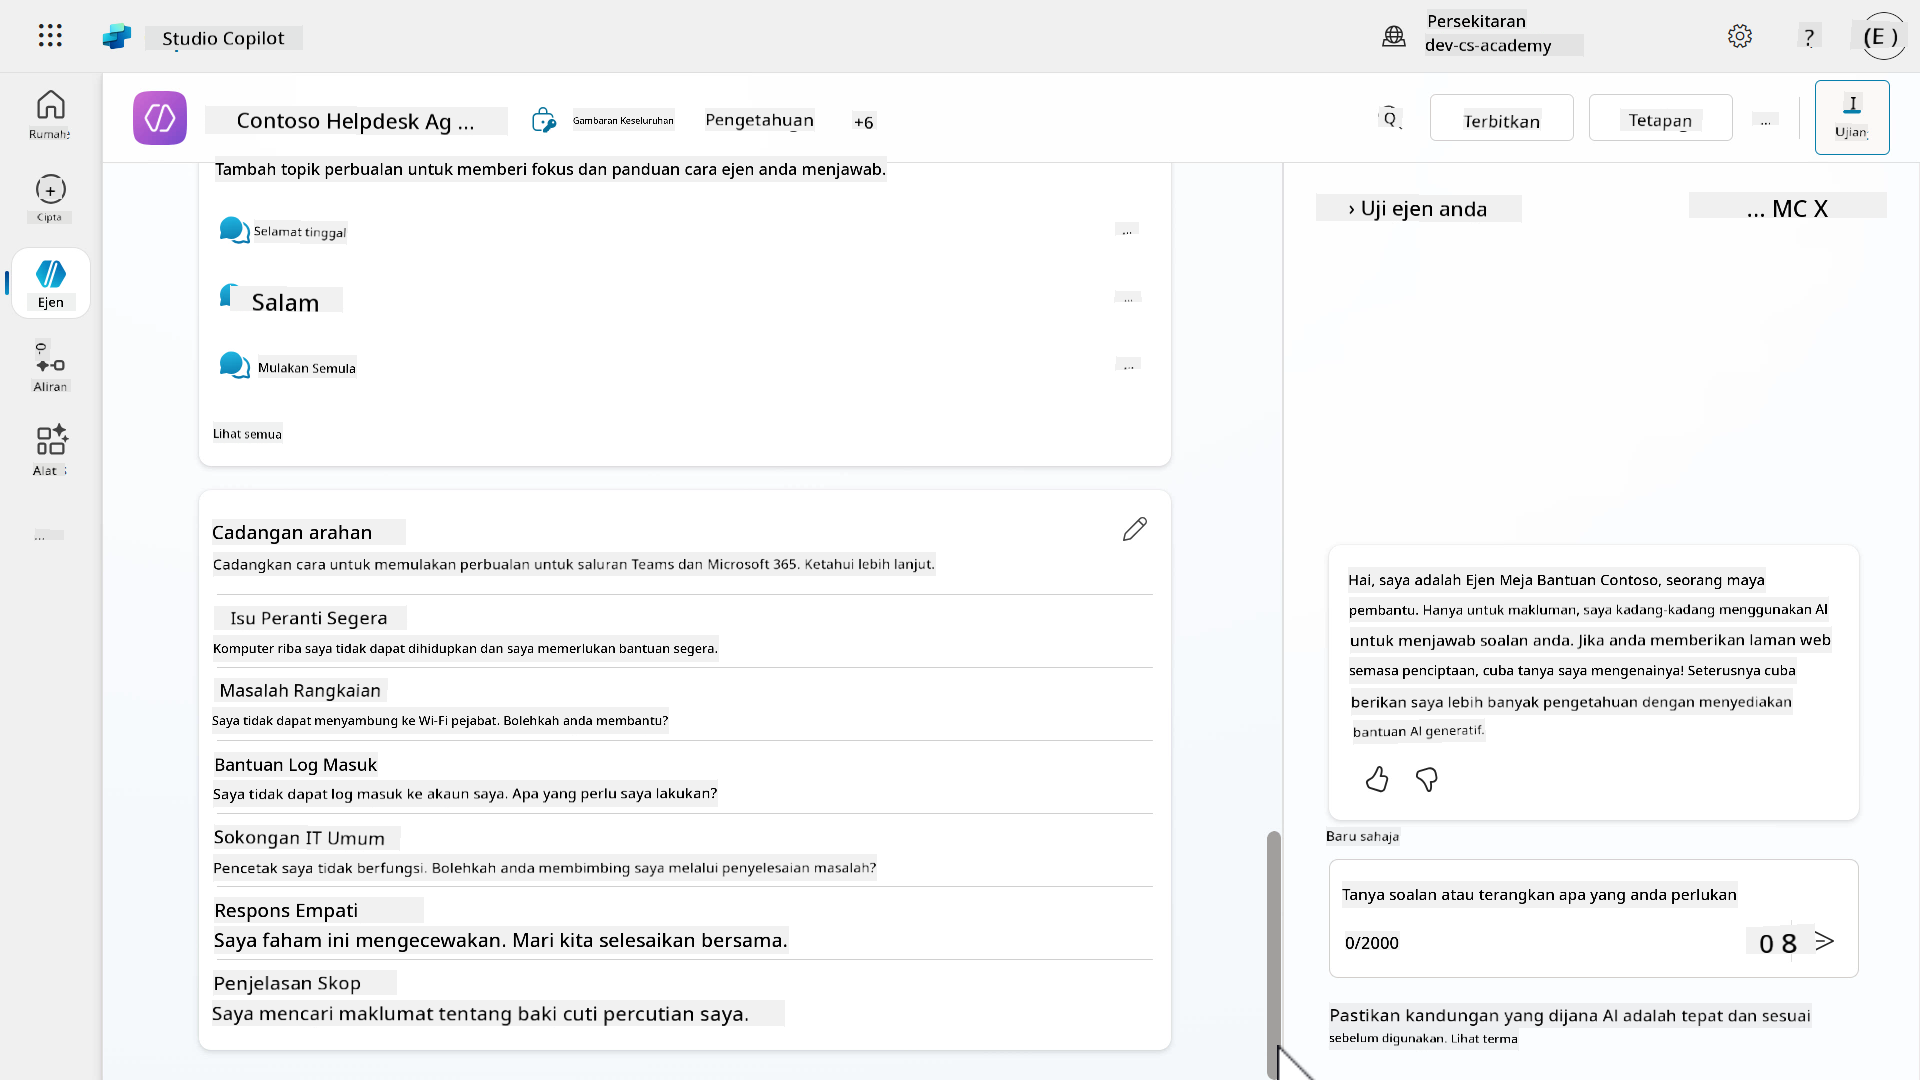 Studio Copilot
Persekitaran
dev-cs-academy
?
(E )
Rumah
Cipta
Ejen
Aliran
Alat
...
Contoso Helpdesk Ag ...
Gambaran Keseluruhan
Pengetahuan
+6
Q
Terbitkan
Tetapan
...
I
Ujian
Tambah topik perbualan untuk memberi fokus dan panduan cara ejen anda menjawab.
Selamat tinggal
...
Salam
...
Mulakan Semula
...
Lihat semua
Cadangan arahan
Cadangkan cara untuk memulakan perbualan untuk saluran Teams dan Microsoft 365. Ketahui lebih lanjut.
Isu Peranti Segera
Komputer riba saya tidak dapat dihidupkan dan saya memerlukan bantuan segera.
Masalah Rangkaian
Saya tidak dapat menyambung ke Wi-Fi pejabat. Bolehkah anda membantu?
Bantuan Log Masuk
Saya tidak dapat log masuk ke akaun saya. Apa yang perlu saya lakukan?
Sokongan IT Umum
Pencetak saya tidak berfungsi. Bolehkah anda membimbing saya melalui penyelesaian masalah?
Respons Empati
Saya faham ini mengecewakan. Mari kita selesaikan bersama.
Penjelasan Skop
Saya mencari maklumat tentang baki cuti percutian saya.
› Uji ejen anda
... MC X
Hai, saya adalah Ejen Meja Bantuan Contoso, seorang maya
pembantu. Hanya untuk makluman, saya kadang-kadang menggunakan AI
untuk menjawab soalan anda. Jika anda memberikan laman web
semasa penciptaan, cuba tanya saya mengenainya! Seterusnya cuba
berikan saya lebih banyak pengetahuan dengan menyediakan
bantuan AI generatif.
Baru sahaja
Tanya soalan atau terangkan apa yang anda perlukan
0/2000
0 8
Pastikan kandungan yang dijana AI adalah tepat dan sesuai
sebelum digunakan. Lihat terma